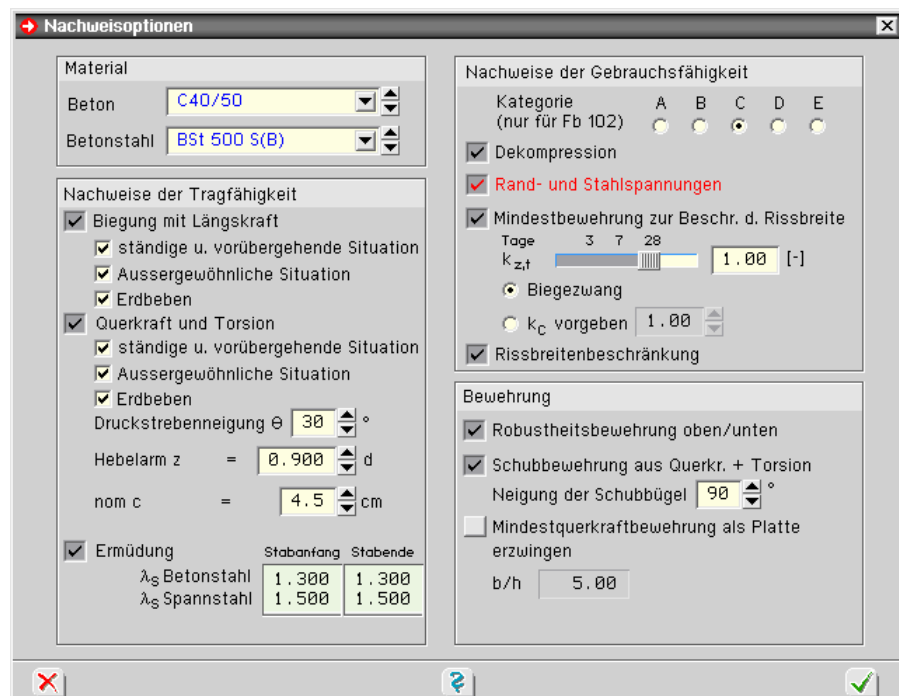 Nachweisoptionen
Material
Beton C40/50
Betonstahl BSt 500 S(B)
Nachweise der Tragfähigkeit
Biegung mit Längskraft
ständige u. vorübergehende Situation
Aussergewöhnliche Situation
Erdbeben
Querkraft und Torsion
ständige u. vorübergehende Situation
Aussergewöhnliche Situation
Erdbeben
Druckstrebenneigung Θ 30 °
Hebelarm z = 0.900 d
nom c = 4.5 cm
Ermüdung Stabanfang Stabende
λS Betonstahl 1.300 1.300
λS Spannstahl 1.500 1.500
Nachweise der Gebrauchsfähigkeit
Kategorie A B C D E
(nur für Fb 102)
Dekompression
Rand- und Stahlspannungen
Mindestbewehrung zur Beschr. d. Rissbreite
Tage 3 7 28
kz,t 1.00 [-]
Biegezwang
kC vorgeben 1.00
Rissbreitenbeschränkung
Bewehrung
Robustheitsbewehrung oben/unten
Schubbewehrung aus Querkr. + Torsion
Neigung der Schubbügel 90 °
Mindestquerkraftbewehrung als Platte
erzwingen
b/h 5.00